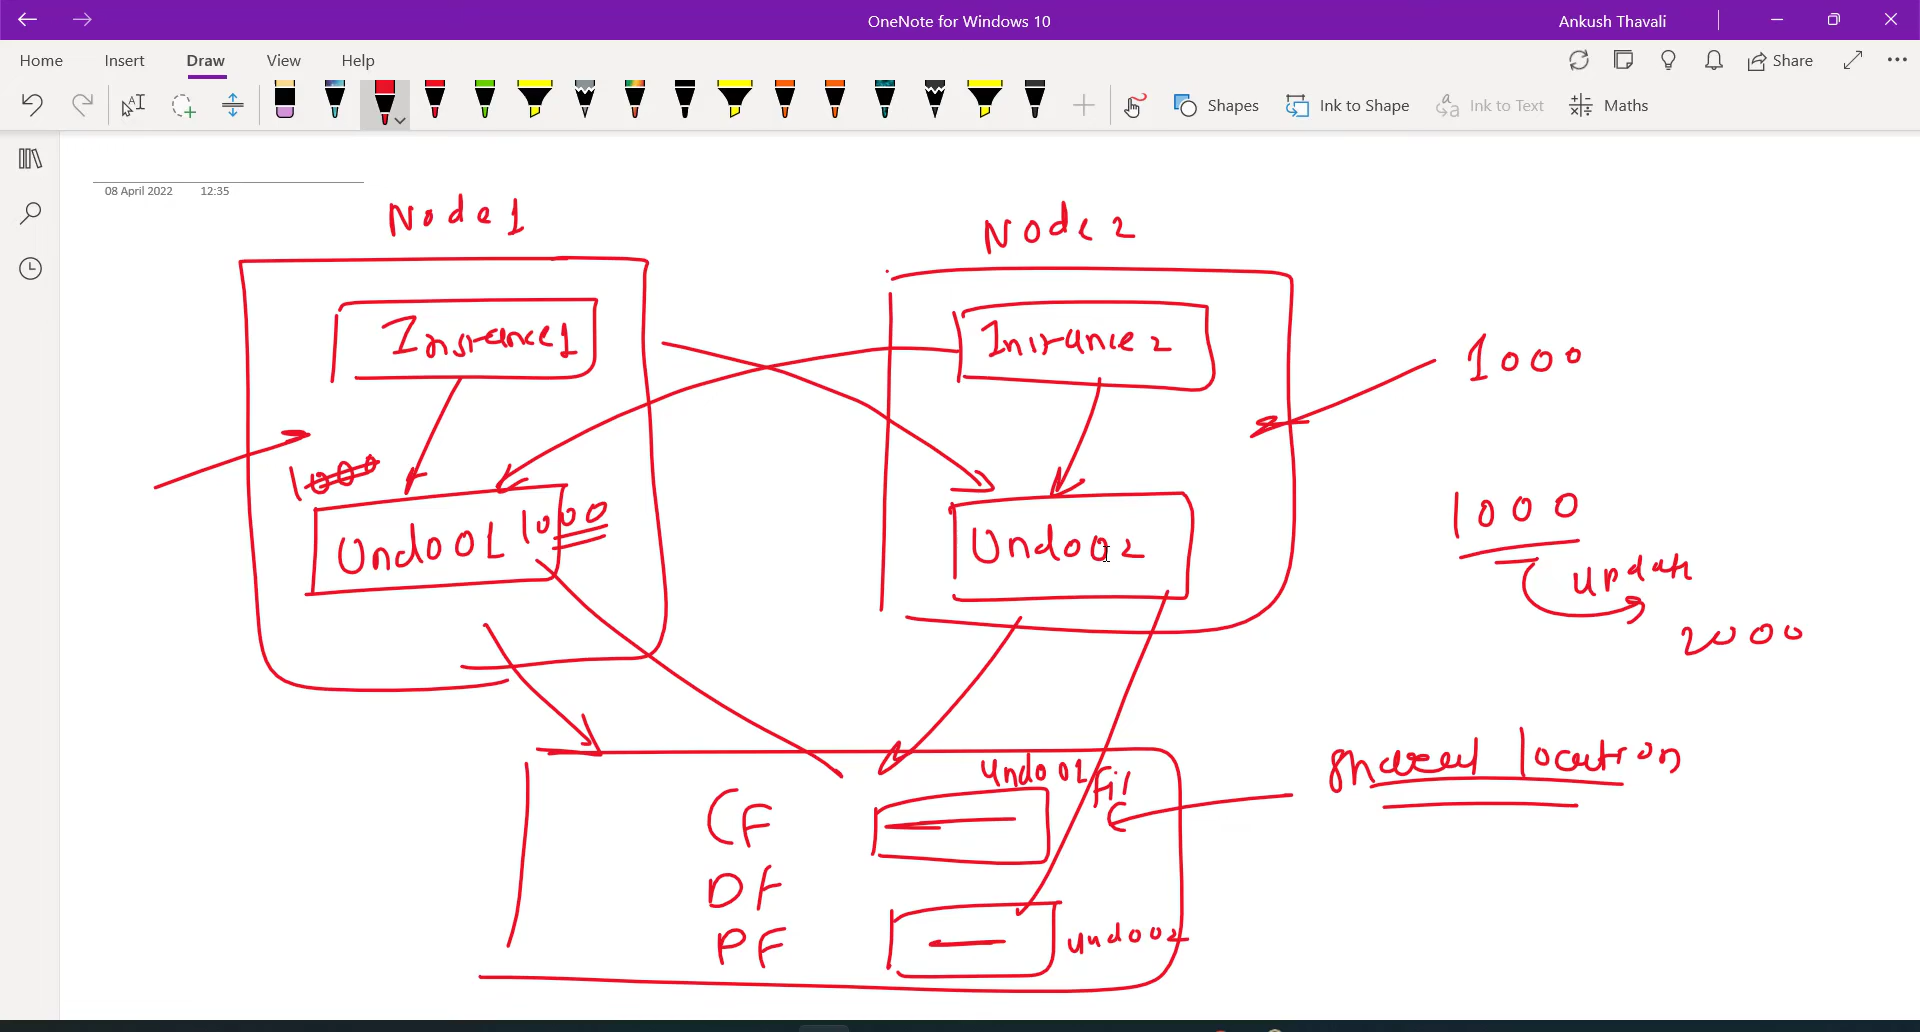 OneNote for Windows 10
Ankush Thavali
Home Insert Draw View Help
Share
Shapes Ink to Shape Ink to Text Maths
08 April 2022 12:35
Node 1
Node 2
Instance 1
Instance 2
1000
1000
Undo01 1000
Undo02
1000
update
2000
shared location
undo01 fil
CF
DF
PF
undo02